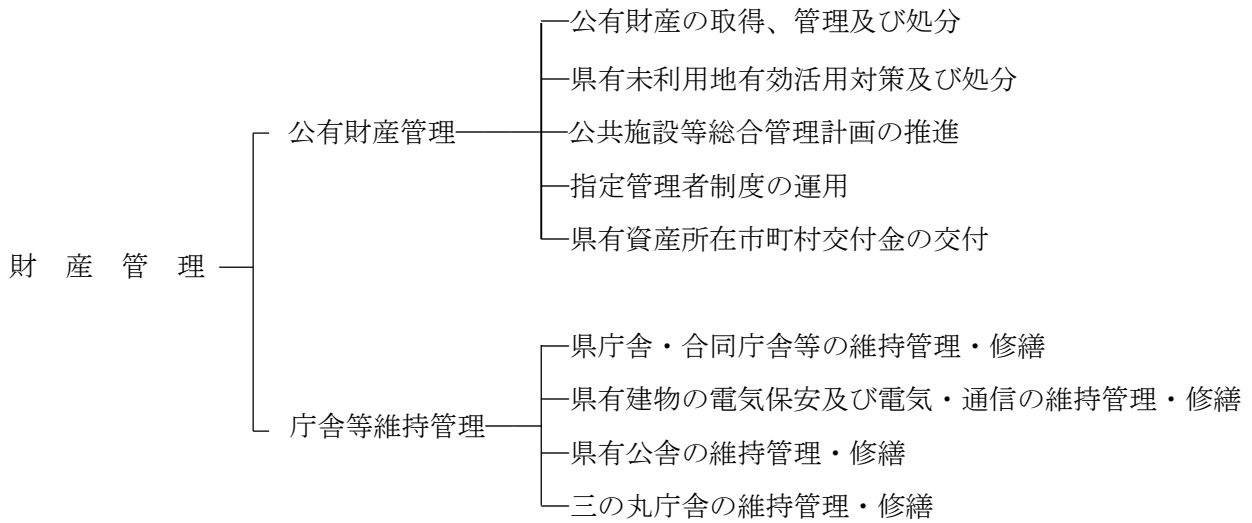 財産管理
公有財産管理
公有財産の取得、管理及び処分
県有未利用地有効活用対策及び処分
公共施設等総合管理計画の推進
指定管理者制度の運用
県有資産所在市町村交付金の交付
庁舎等維持管理
県庁舎・合同庁舎等の維持管理・修繕
県有建物の電気保安及び電気・通信の維持管理・修繕
県有公舎の維持管理・修繕
三の丸庁舎の維持管理・修繕